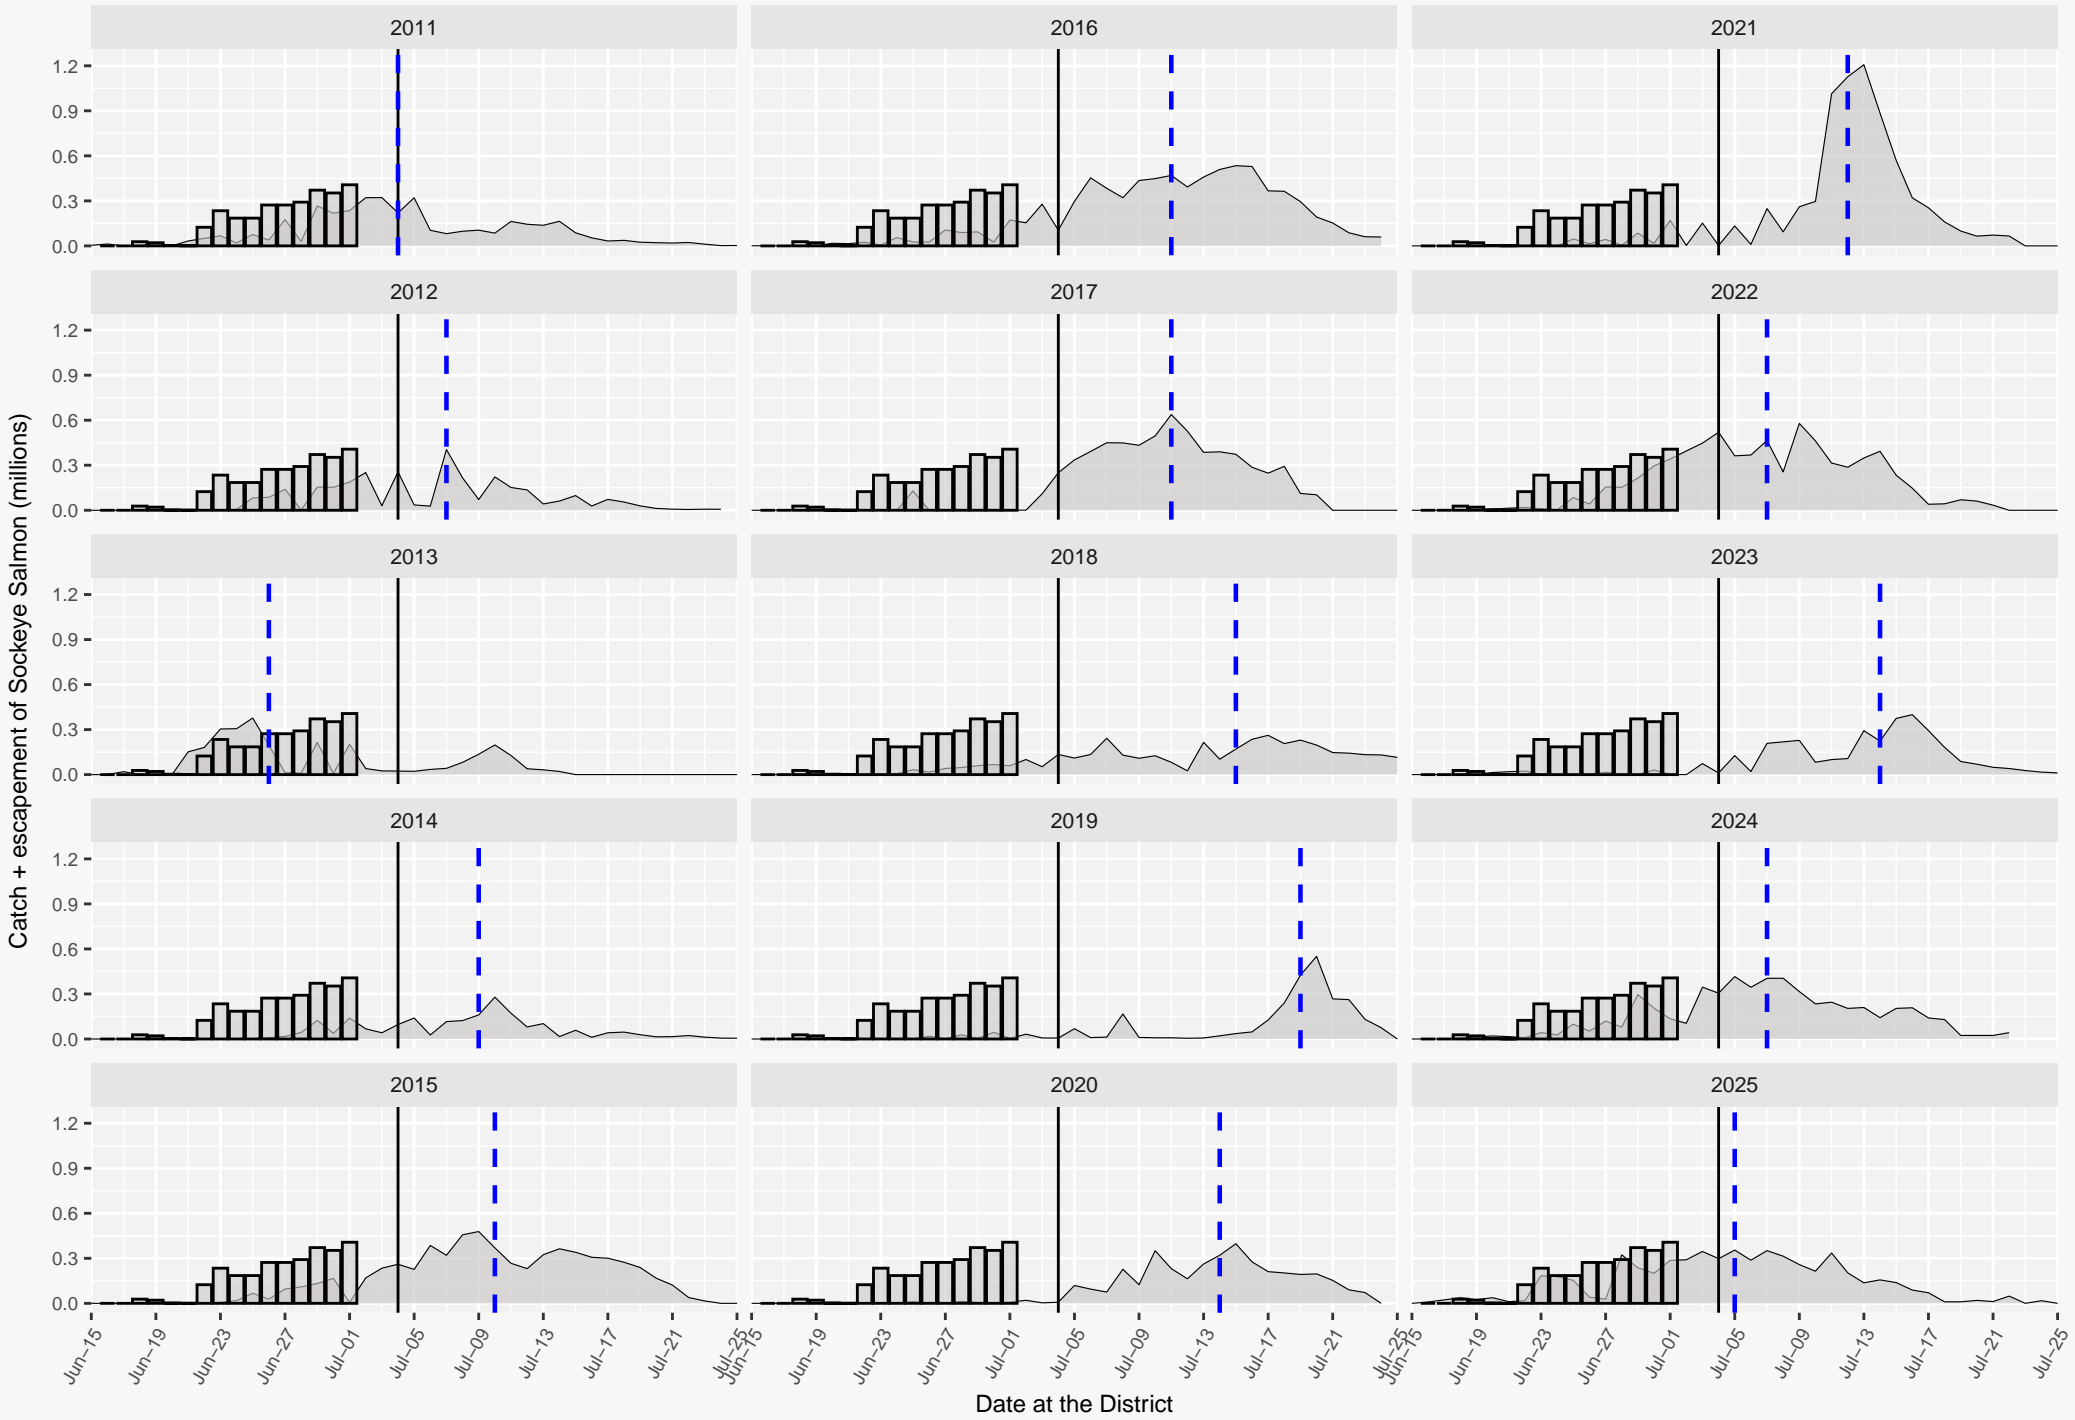 2011 2016 2021
1.2
0.9
0.6
0.3
0.0
2012 2017 2022
1.2
0.9
0.6
0.3
0.0
2013 2018 2023
1.2
0.9
0.6
0.3
0.0
2014 2019 2024
1.2
0.9
0.6
0.3
0.0
2015 2020 2025
1.2
0.9
0.6
0.3
0.0
Catch + escapement of Sockeye Salmon (millions)
Jun−15 Jun−19 Jun−23 Jun−27 Jul−01 Jul−05 Jul−09 Jul−13 Jul−17 Jul−21 Jul−25
Jun−15 Jun−19 Jun−23 Jun−27 Jul−01 Jul−05 Jul−09 Jul−13 Jul−17 Jul−21 Jul−25
Jun−15 Jun−19 Jun−23 Jun−27 Jul−01 Jul−05 Jul−09 Jul−13 Jul−17 Jul−21 Jul−25
Date at the District